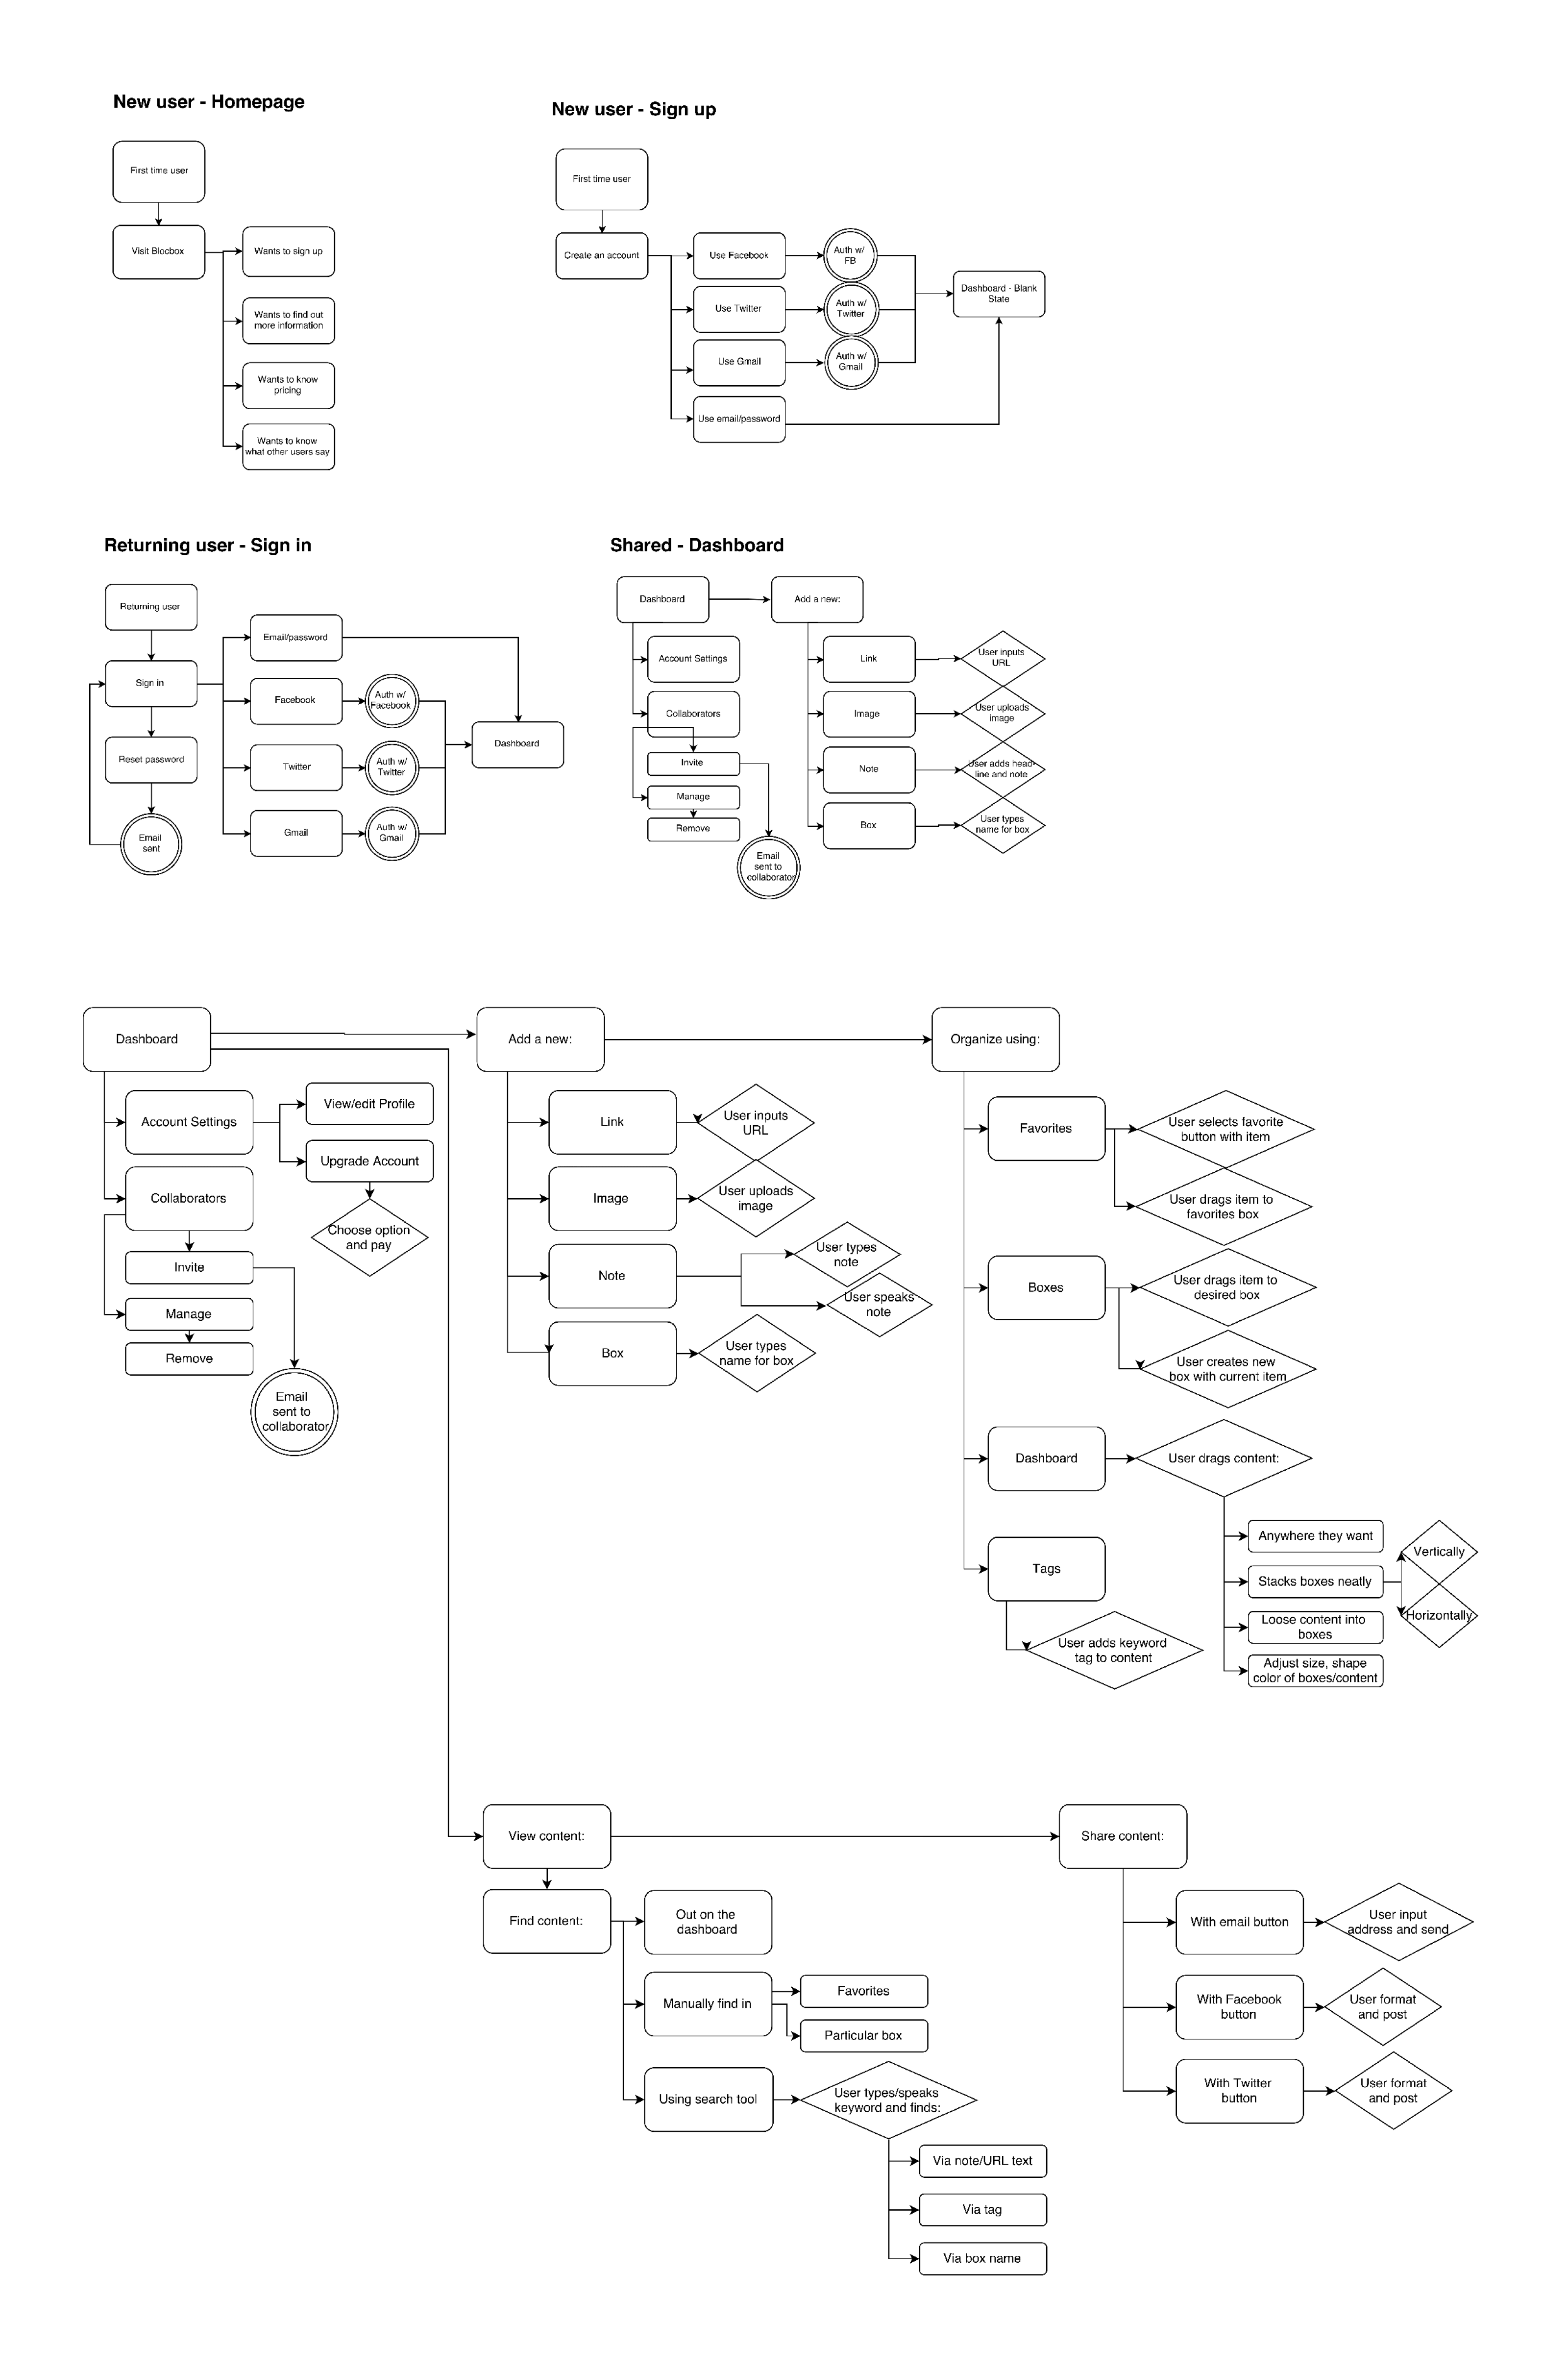 New user - Homepage
First time user
Visit Blocbox
Wants to sign up
Wants to find out
more information
Wants to know
pricing
Wants to know
what other users say
New user - Sign up
First time user
Create an account
Use Facebook
Auth w/
FB
Use Twitter
Auth w/
Twitter
Use Gmail
Auth w/
Gmail
Use email/password
Dashboard - Blank
State
Returning user - Sign in
Returning user
Sign in
Reset password
Email
sent
Email/password
Facebook
Auth w/
Facebook
Twitter
Auth w/
Twitter
Gmail
Auth w/
Gmail
Dashboard
Shared - Dashboard
Dashboard
Account Settings
Collaborators
Invite
Manage
Remove
Email
sent to
collaborator
Add a new:
Link
User inputs
URL
Image
User uploads
image
Note
User adds head-
line and note
Box
User types
name for box
Dashboard
Account Settings
View/edit Profile
Upgrade Account
Choose option
and pay
Collaborators
Invite
Manage
Remove
Email
sent to
collaborator
Add a new:
Link
User inputs
URL
Image
User uploads
image
Note
User types
note
User speaks
note
Box
User types
name for box
Organize using:
Favorites
User selects favorite
button with item
User drags item to
favorites box
Boxes
User drags item to
desired box
User creates new
box with current item
Dashboard
User drags content:
Anywhere they want
Stacks boxes neatly
Vertically
Horizontally
Loose content into
boxes
Adjust size, shape
color of boxes/content
Tags
User adds keyword
tag to content
View content:
Find content:
Out on the
dashboard
Manually find in
Favorites
Particular box
Using search tool
User types/speaks
keyword and finds:
Via note/URL text
Via tag
Via box name
Share content:
With email button
User input
address and send
With Facebook
button
User format
and post
With Twitter
button
User format
and post